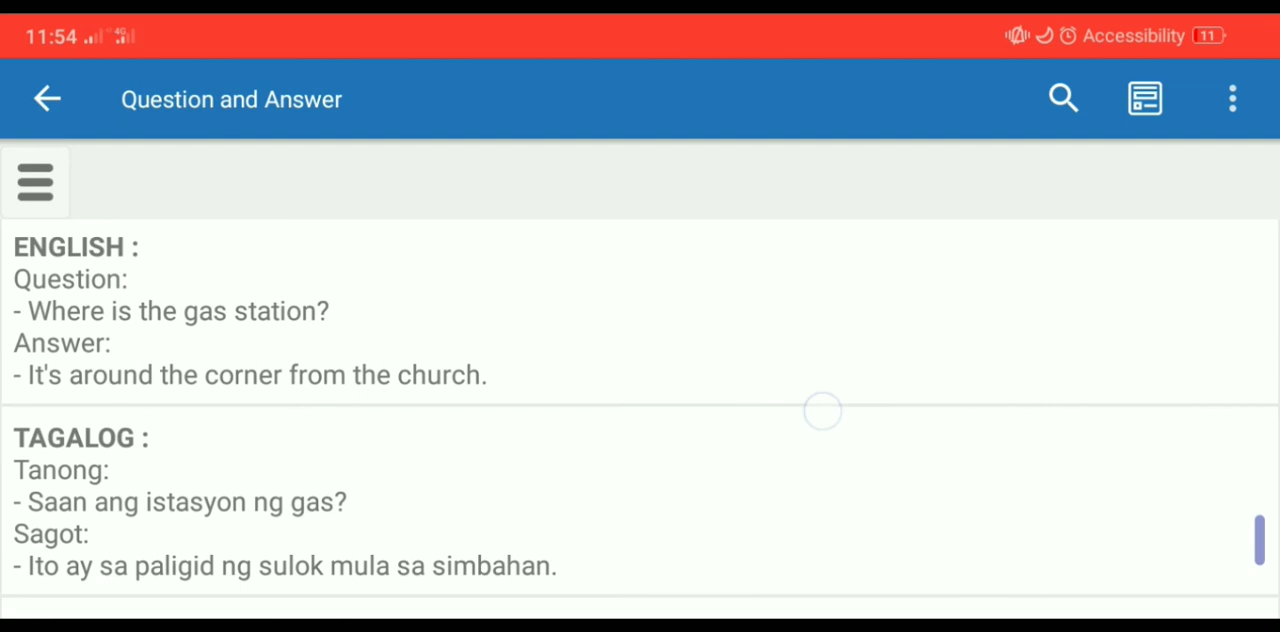 11:54 4G Accessibility 11
Question and Answer
ENGLISH :
Question:
- Where is the gas station?
Answer:
- It's around the corner from the church.
TAGALOG :
Tanong:
- Saan ang istasyon ng gas?
Sagot:
- Ito ay sa paligid ng sulok mula sa simbahan.